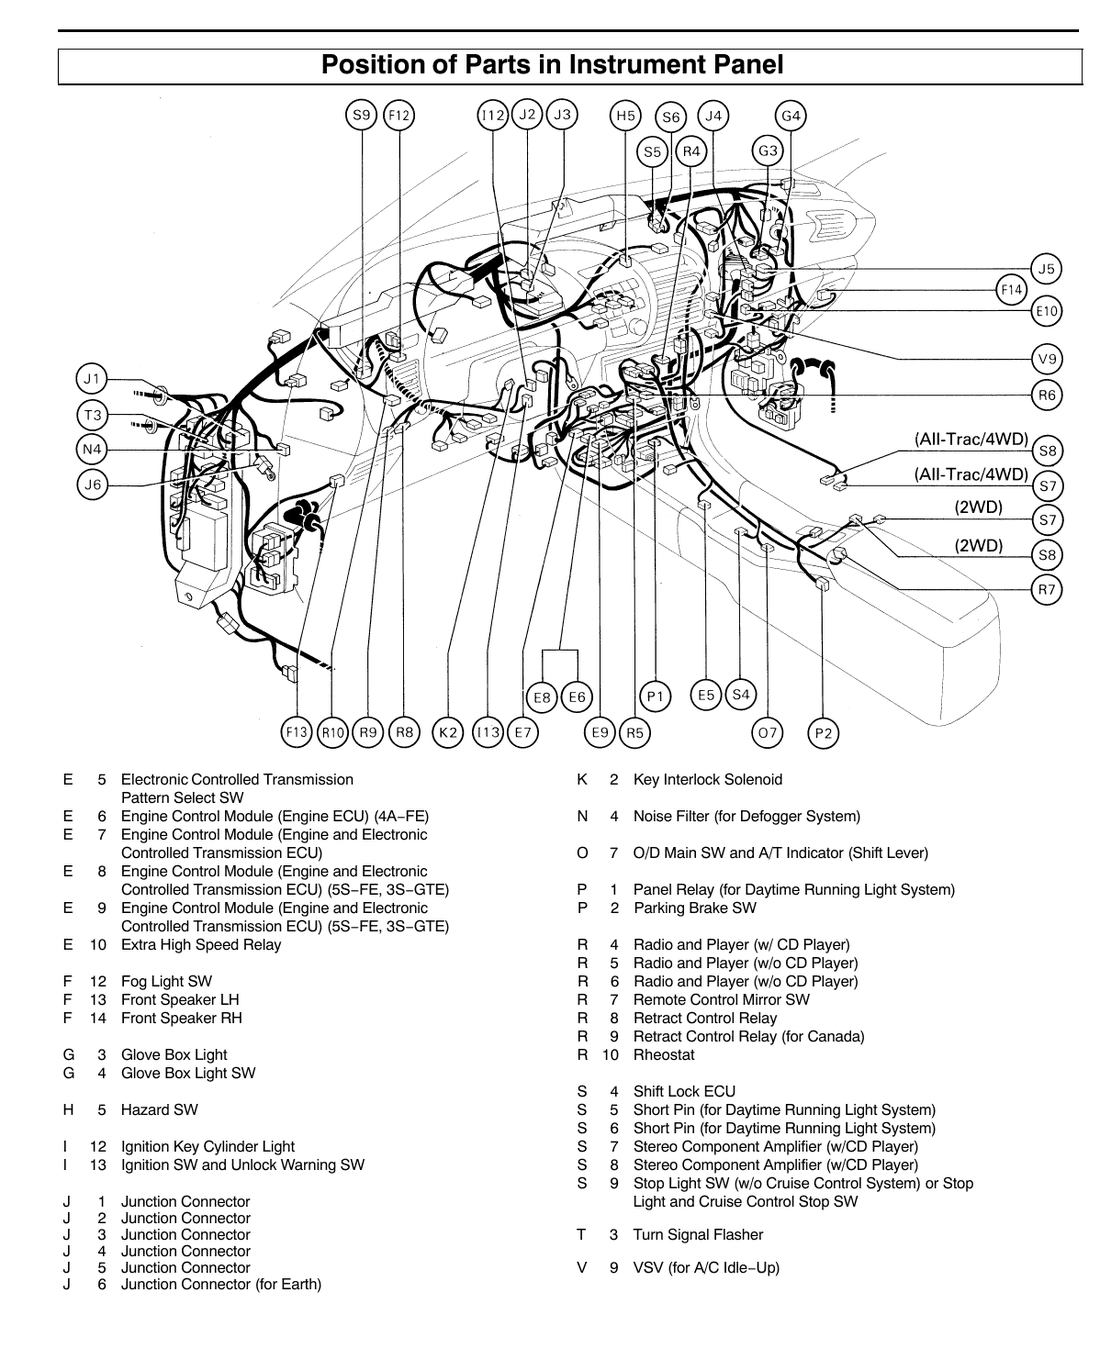 Position of Parts in Instrument Panel
S9 F12 I12 J2 J3 H5 S6 J4 G4
S5 R4 G3
J5
F14
E10
V9
J1
R6
T3
(All-Trac/4WD) S8
N4
(All-Trac/4WD) S7
J6
(2WD) S7
(2WD) S8
R7
E8 E6 P1 E5 S4
F13 R10 R9 R8 K2 I13 E7 E9 R5 O7 P2
E 5 Electronic Controlled Transmission
Pattern Select SW
E 6 Engine Control Module (Engine ECU) (4A−FE)
E 7 Engine Control Module (Engine and Electronic
Controlled Transmission ECU)
E 8 Engine Control Module (Engine and Electronic
Controlled Transmission ECU) (5S−FE, 3S−GTE)
E 9 Engine Control Module (Engine and Electronic
Controlled Transmission ECU) (5S−FE, 3S−GTE)
E 10 Extra High Speed Relay
F 12 Fog Light SW
F 13 Front Speaker LH
F 14 Front Speaker RH
G 3 Glove Box Light
G 4 Glove Box Light SW
H 5 Hazard SW
I 12 Ignition Key Cylinder Light
I 13 Ignition SW and Unlock Warning SW
J 1 Junction Connector
J 2 Junction Connector
J 3 Junction Connector
J 4 Junction Connector
J 5 Junction Connector
J 6 Junction Connector (for Earth)
K 2 Key Interlock Solenoid
N 4 Noise Filter (for Defogger System)
O 7 O/D Main SW and A/T Indicator (Shift Lever)
P 1 Panel Relay (for Daytime Running Light System)
P 2 Parking Brake SW
R 4 Radio and Player (w/ CD Player)
R 5 Radio and Player (w/o CD Player)
R 6 Radio and Player (w/o CD Player)
R 7 Remote Control Mirror SW
R 8 Retract Control Relay
R 9 Retract Control Relay (for Canada)
R 10 Rheostat
S 4 Shift Lock ECU
S 5 Short Pin (for Daytime Running Light System)
S 6 Short Pin (for Daytime Running Light System)
S 7 Stereo Component Amplifier (w/CD Player)
S 8 Stereo Component Amplifier (w/CD Player)
S 9 Stop Light SW (w/o Cruise Control System) or Stop
Light and Cruise Control Stop SW
T 3 Turn Signal Flasher
V 9 VSV (for A/C Idle−Up)